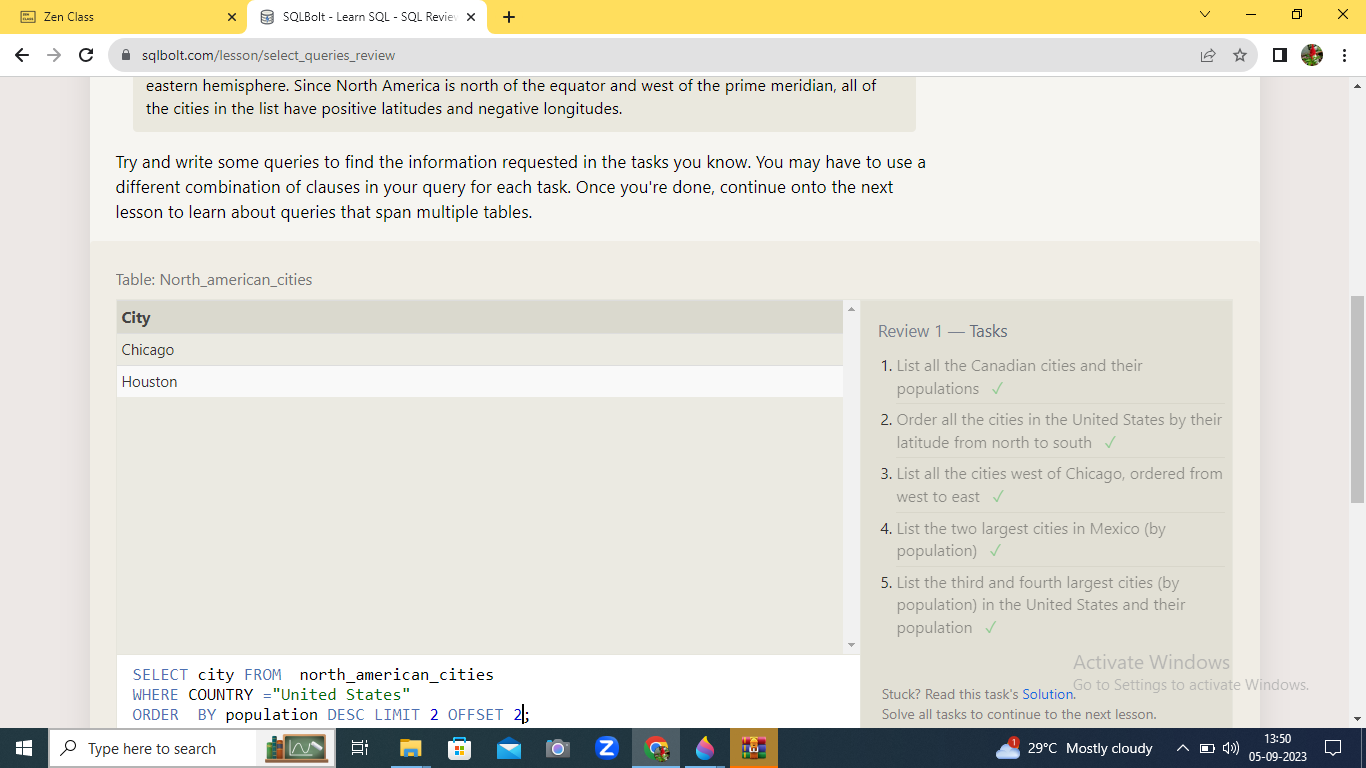 Zen Class
SQLBolt - Learn SQL - SQL Review
sqlbolt.com/lesson/select_queries_review
eastern hemisphere. Since North America is north of the equator and west of the prime meridian, all of
the cities in the list have positive latitudes and negative longitudes.
Try and write some queries to find the information requested in the tasks you know. You may have to use a
different combination of clauses in your query for each task. Once you're done, continue onto the next
lesson to learn about queries that span multiple tables.
Table: North_american_cities
City
Chicago
Houston
SELECT city FROM  north_american_cities
WHERE COUNTRY ="United States"
ORDER  BY population DESC LIMIT 2 OFFSET 2;
Review 1 — Tasks
1. List all the Canadian cities and their
populations ✓
2. Order all the cities in the United States by their
latitude from north to south ✓
3. List all the cities west of Chicago, ordered from
west to east ✓
4. List the two largest cities in Mexico (by
population) ✓
5. List the third and fourth largest cities (by
population) in the United States and their
population ✓
Stuck? Read this task's Solution.
Solve all tasks to continue to the next lesson.
Activate Windows
Go to Settings to activate Windows.
Type here to search
Z
1
29°C Mostly cloudy
13:50
05-09-2023